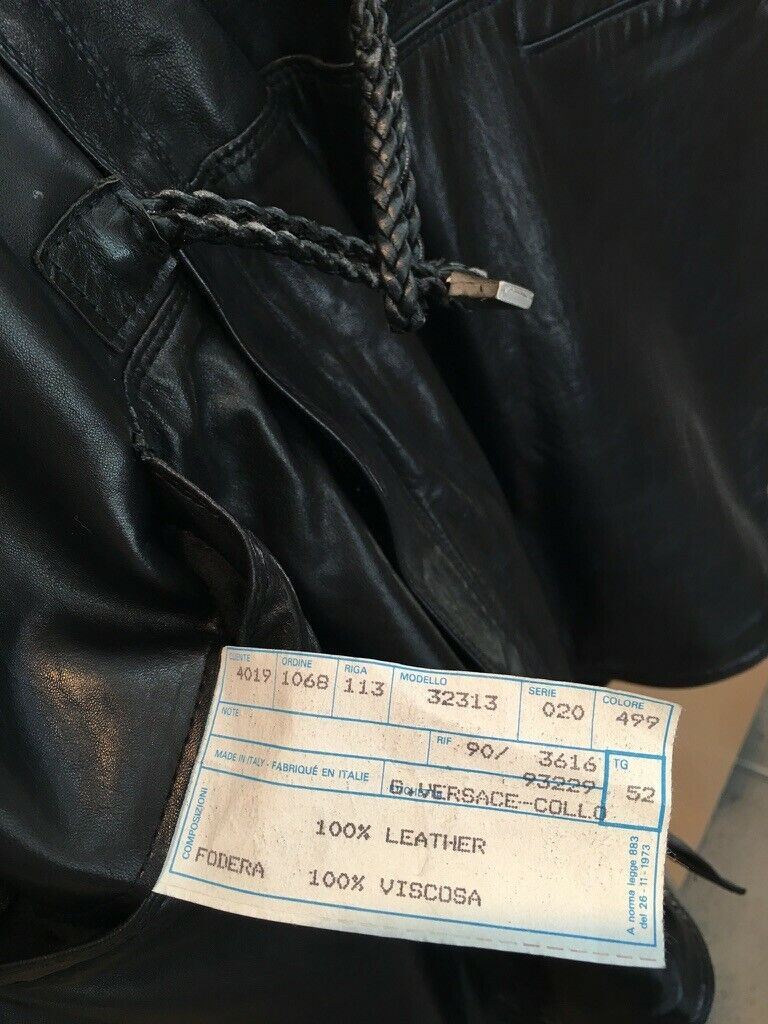 CLIENTE ORDINE RIGA MODELLO SERIE COLORE
4019 1068 113 32313 020 499
NOTE RIF 90/ 3616 TG
93229 52
MADE IN ITALY - FABRIQUÉ EN ITALIE
G.VERSACE-COLLO
COMPOSIZIONI
100% LEATHER
FODERA 100% VISCOSA
A norma legge 883
del 26-11-1973